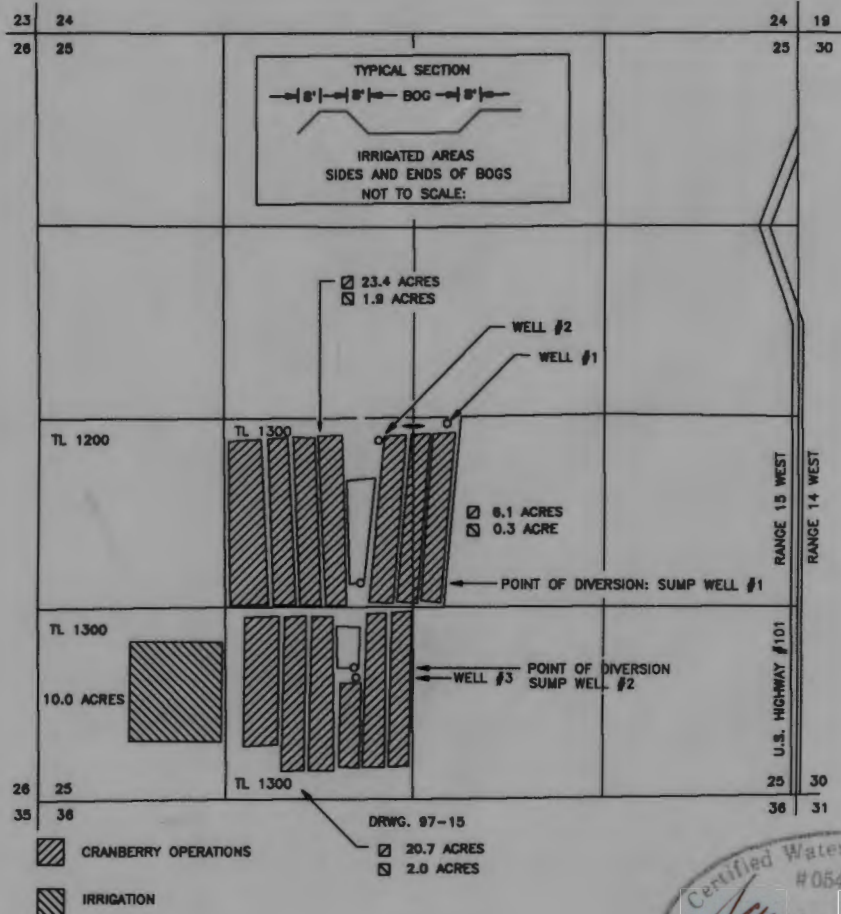 23 24
24 19
26 25
25 30
TYPICAL SECTION
8' 8' BOG 8'
IRRIGATED AREAS
SIDES AND ENDS OF BOGS
NOT TO SCALE:
23.4 ACRES
1.9 ACRES
WELL #2
WELL #1
TL 1200
TL 1300
6.1 ACRES
0.3 ACRE
RANGE 15 WEST
RANGE 14 WEST
POINT OF DIVERSION: SUMP WELL #1
TL 1300
10.0 ACRES
POINT OF DIVERSION
SUMP WELL #2
WELL #3
U.S. HIGHWAY #101
TL 1300
26 25
25 30
35 36
36 31
DRWG. 97-15
CRANBERRY OPERATIONS
20.7 ACRES
2.0 ACRES
IRRIGATION
Certified Wate
#054